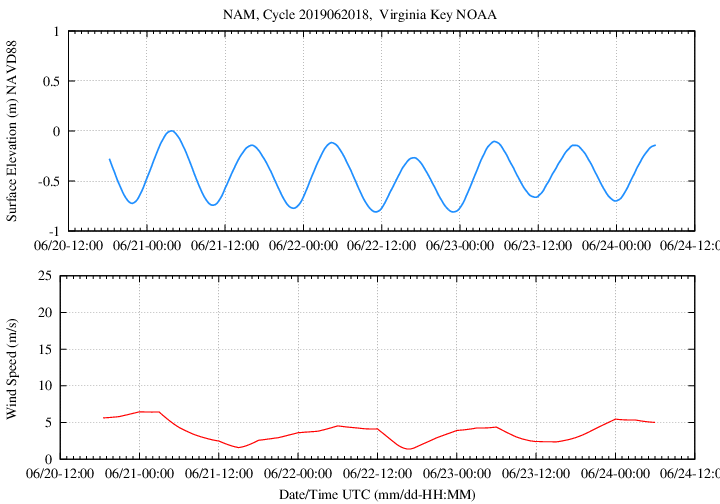 NAM, Cycle 2019062018,  Virginia Key NOAA
Surface Elevation (m) NAVD88
1
0.5
0
-0.5
-1
06/20-12:00 06/21-00:00 06/21-12:00 06/22-00:00 06/22-12:00 06/23-00:00 06/23-12:00 06/24-00:00 06/24-12:0
Wind Speed (m/s)
25
20
15
10
5
0
06/20-12:00 06/21-00:00 06/21-12:00 06/22-00:00 06/22-12:00 06/23-00:00 06/23-12:00 06/24-00:00 06/24-12:0
Date/Time UTC (mm/dd-HH:MM)